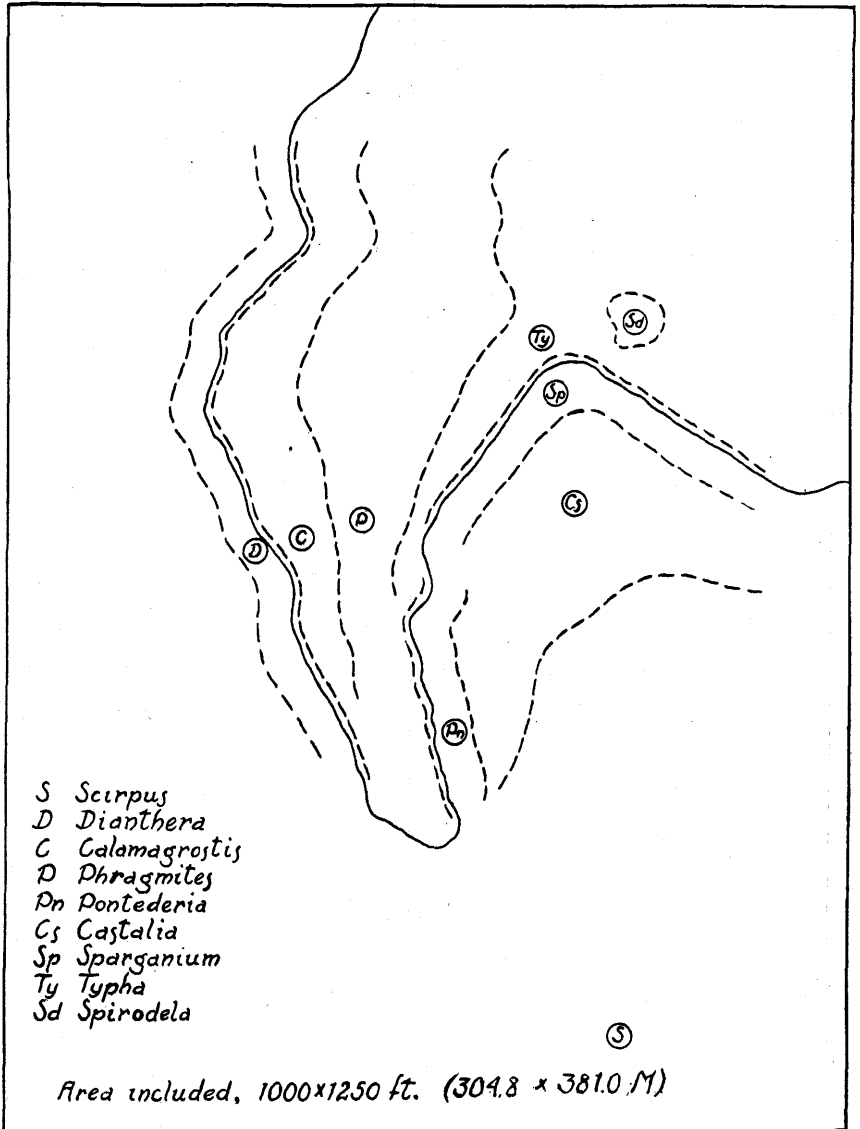 Sd
Ty
Sp
Cs
P
C
D
Pn
S Scirpus
D Dianthera
C Calamagrostis
P Phragmites
Pn Pontederia
Cs Castalia
Sp Sparganium
Ty Typha
Sd Spirodela
S
Area included, 1000×1250 ft. (304.8 × 381.0 M)